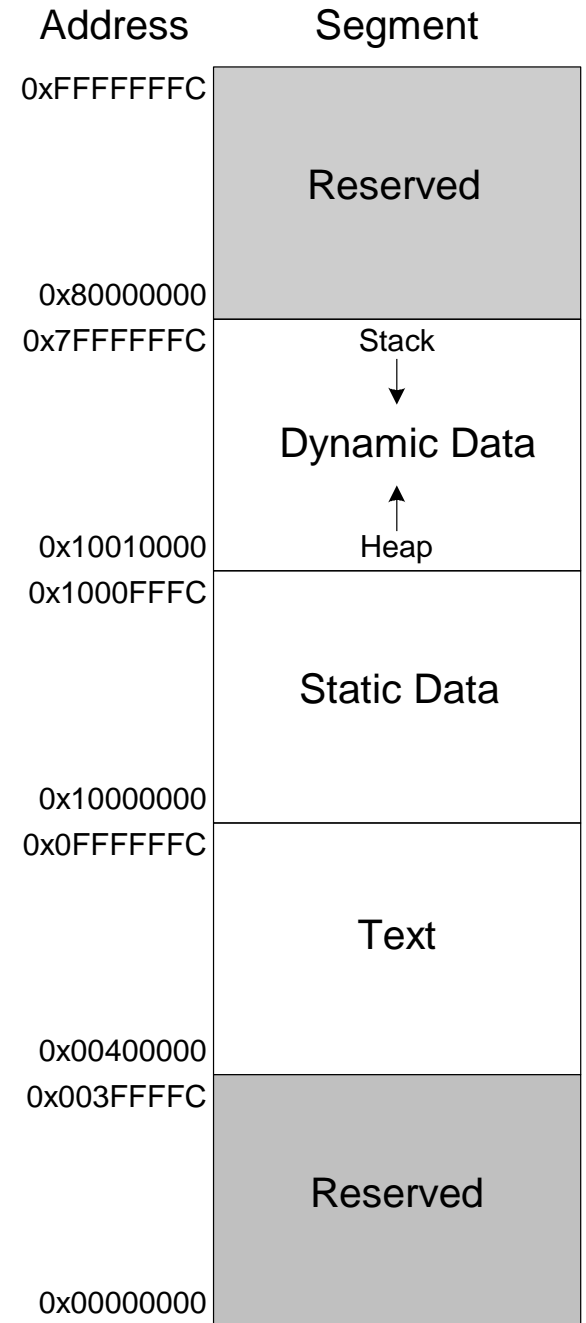 Address Segment
0xFFFFFFFC
Reserved
0x80000000
0x7FFFFFFC Stack
Dynamic Data
0x10010000 Heap
0x1000FFFC
Static Data
0x10000000
0x0FFFFFFC
Text
0x00400000
0x003FFFFC
Reserved
0x00000000